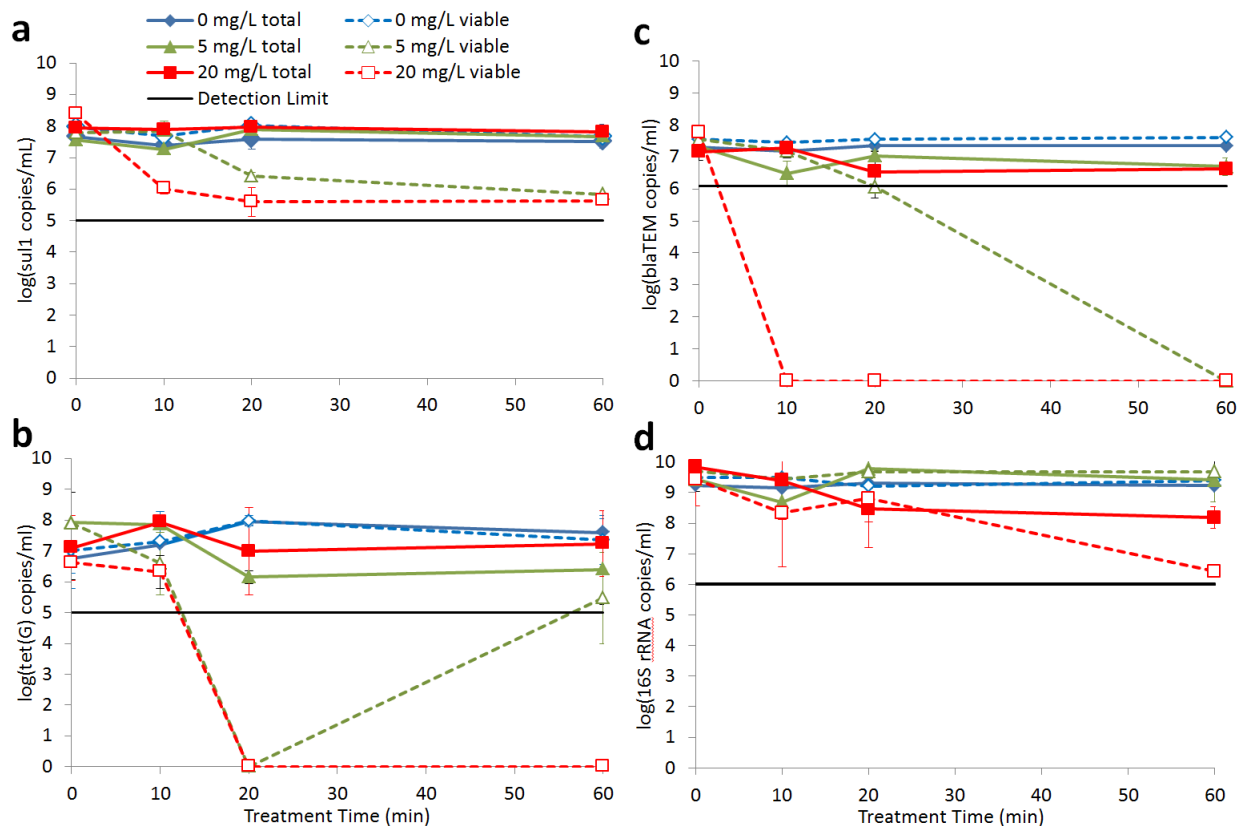 a
0 mg/L total 0 mg/L viable
5 mg/L total 5 mg/L viable
20 mg/L total 20 mg/L viable
Detection Limit
log(sul1 copies/mL)
10
9
8
7
6
5
4
3
2
1
0
0 10 20 30 40 50 60
c
log(blaTEM copies/ml)
10
9
8
7
6
5
4
3
2
1
0
0 10 20 30 40 50 60
b
log(tet(G) copies/ml)
10
9
8
7
6
5
4
3
2
1
0
0 10 20 30 40 50 60
Treatment Time (min)
d
log(16S rRNA copies/ml)
10
9
8
7
6
5
4
3
2
1
0
0 10 20 30 40 50 60
Treatment Time (min)